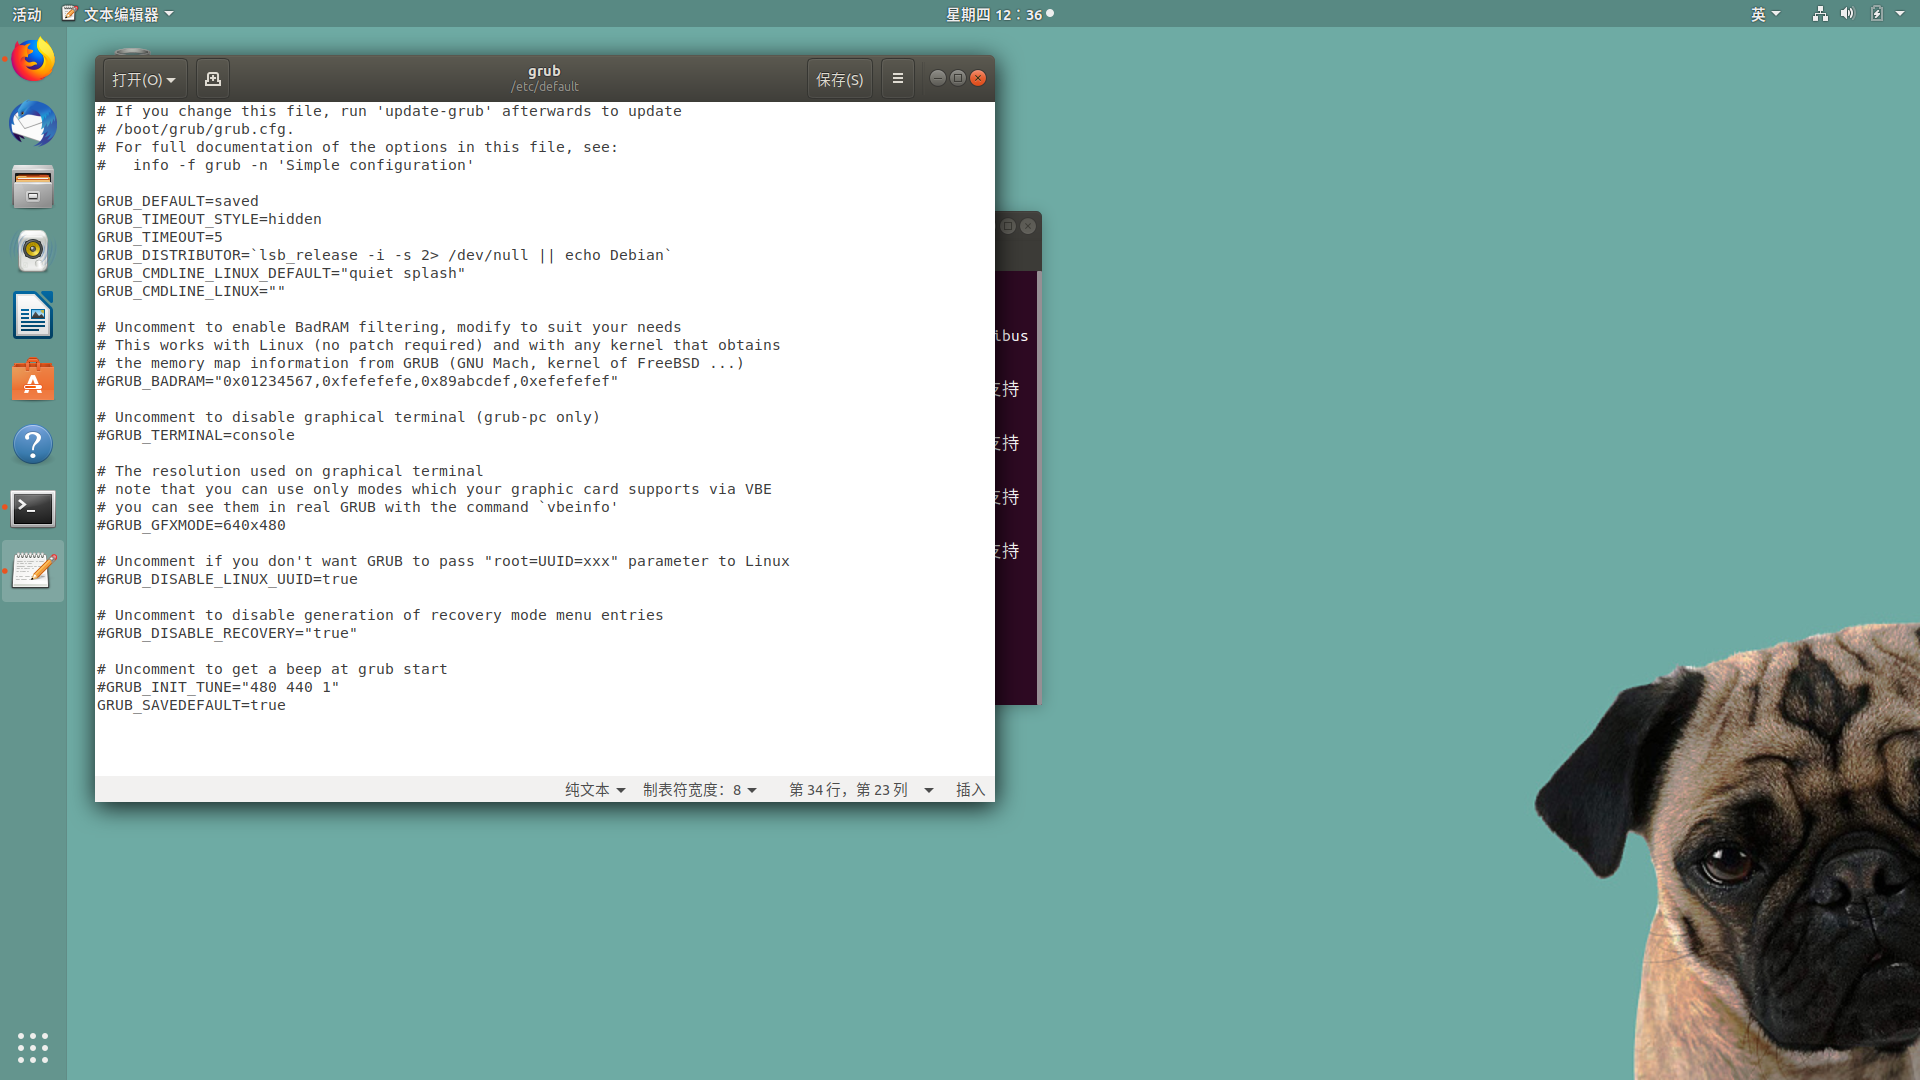 活动
文本编辑器
星期四 12：36
英
打开(O)
grub
/etc/default
保存(S)
# If you change this file, run 'update-grub' afterwards to update
# /boot/grub/grub.cfg.
# For full documentation of the options in this file, see:
#   info -f grub -n 'Simple configuration'
GRUB_DEFAULT=saved
GRUB_TIMEOUT_STYLE=hidden
GRUB_TIMEOUT=5
GRUB_DISTRIBUTOR=`lsb_release -i -s 2> /dev/null || echo Debian`
GRUB_CMDLINE_LINUX_DEFAULT="quiet splash"
GRUB_CMDLINE_LINUX=""
# Uncomment to enable BadRAM filtering, modify to suit your needs
# This works with Linux (no patch required) and with any kernel that obtains
# the memory map information from GRUB (GNU Mach, kernel of FreeBSD ...)
#GRUB_BADRAM="0x01234567,0xfefefefe,0x89abcdef,0xefefefef"
# Uncomment to disable graphical terminal (grub-pc only)
#GRUB_TERMINAL=console
# The resolution used on graphical terminal
# note that you can use only modes which your graphic card supports via VBE
# you can see them in real GRUB with the command `vbeinfo'
#GRUB_GFXMODE=640x480
# Uncomment if you don't want GRUB to pass "root=UUID=xxx" parameter to Linux
#GRUB_DISABLE_LINUX_UUID=true
# Uncomment to disable generation of recovery mode menu entries
#GRUB_DISABLE_RECOVERY="true"
# Uncomment to get a beep at grub start
#GRUB_INIT_TUNE="480 440 1"
GRUB_SAVEDEFAULT=true
纯文本 制表符宽度：8 第 34 行，第 23 列 插入
ibus
支持
支持
支持
支持